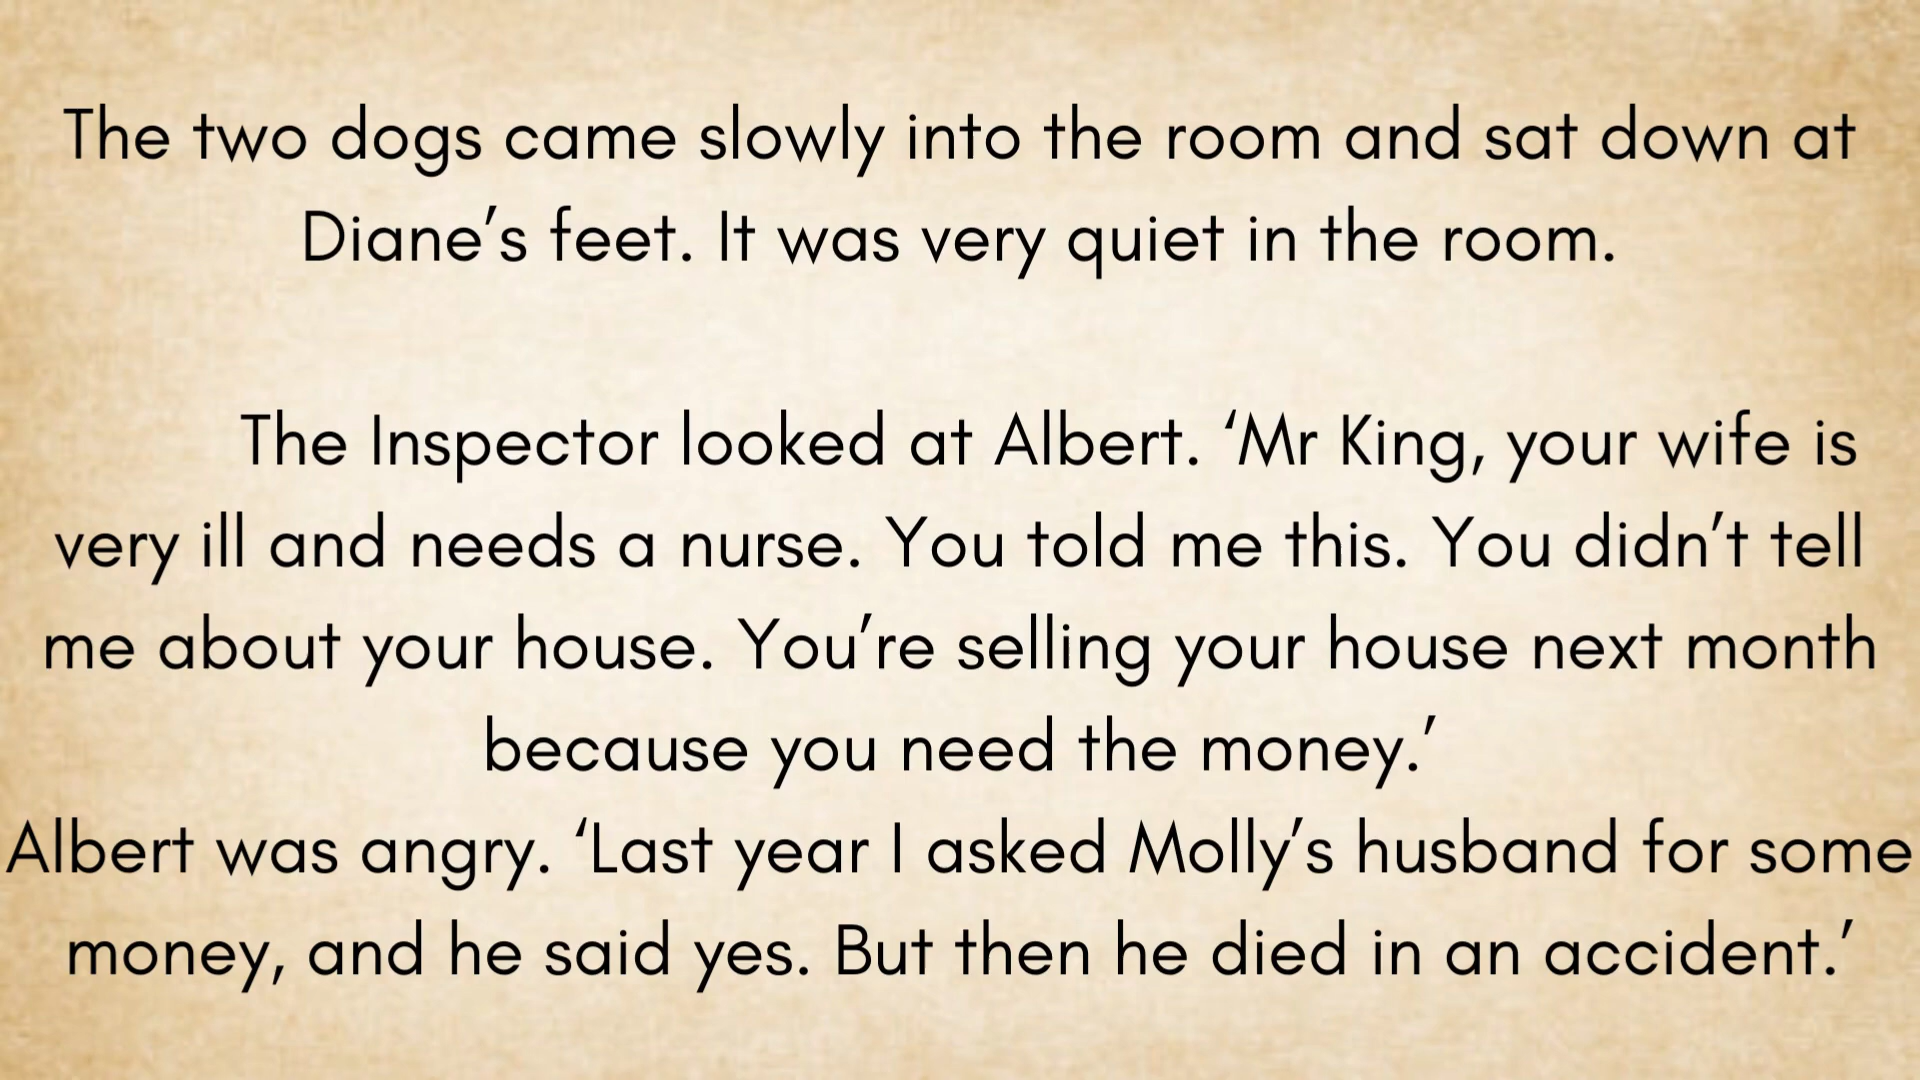 The two dogs came slowly into the room and sat down at
Diane’s feet. It was very quiet in the room.
The Inspector looked at Albert. ‘Mr King, your wife is
very ill and needs a nurse. You told me this. You didn’t tell
me about your house. You’re selling your house next month
because you need the money.’
Albert was angry. ‘Last year I asked Molly’s husband for some
money, and he said yes. But then he died in an accident.’